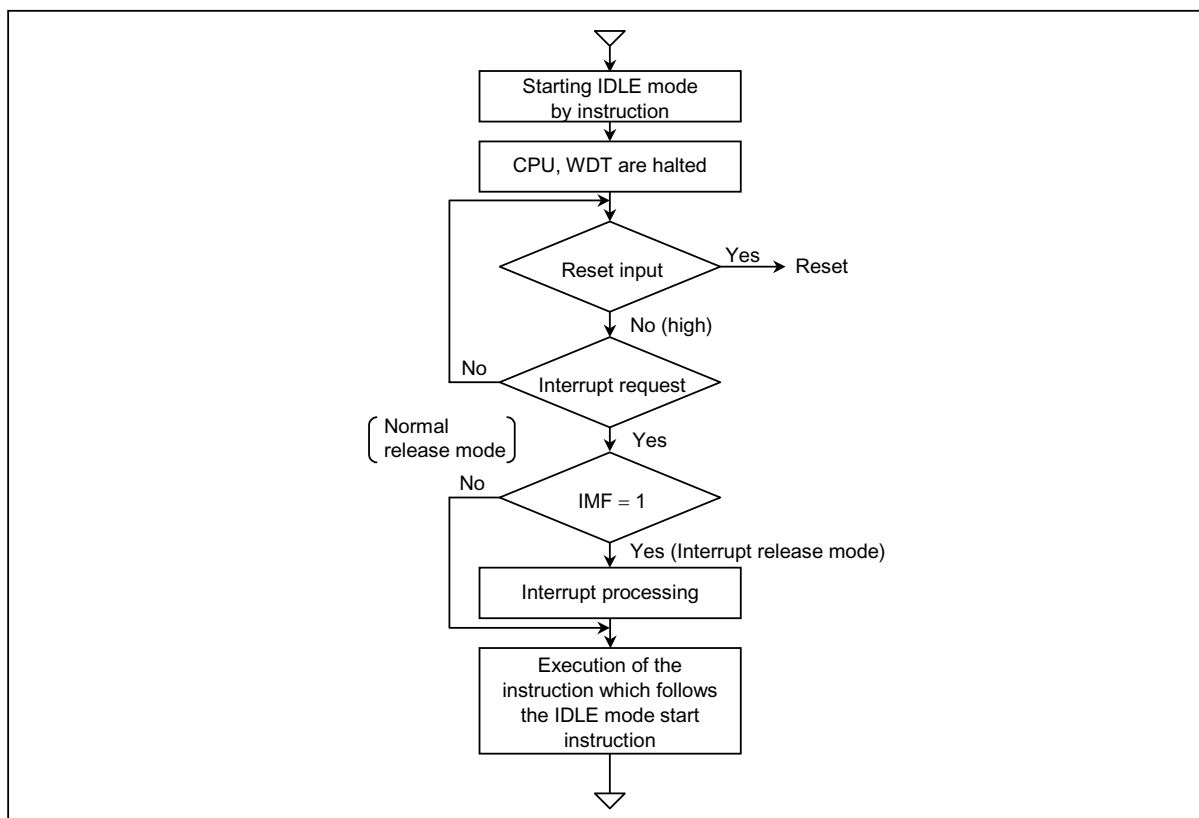 Starting IDLE mode
by instruction
CPU, WDT are halted
Reset input
Yes
Reset
No (high)
No
Interrupt request
Normal
release mode
Yes
No
IMF = 1
Yes (Interrupt release mode)
Interrupt processing
Execution of the
instruction which follows
the IDLE mode start
instruction